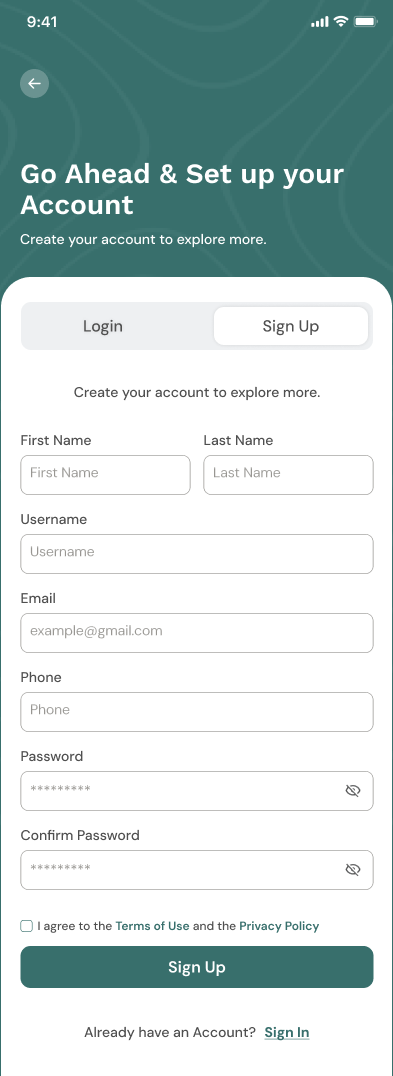 9:41
Go Ahead & Set up your
Account
Create your account to explore more.
Login
Sign Up
Create your account to explore more.
First Name
Last Name
First Name
Last Name
Username
Username
Email
example@gmail.com
Phone
Phone
Password
*********
Confirm Password
*********
I agree to the Terms of Use and the Privacy Policy
Sign Up
Already have an Account? Sign In